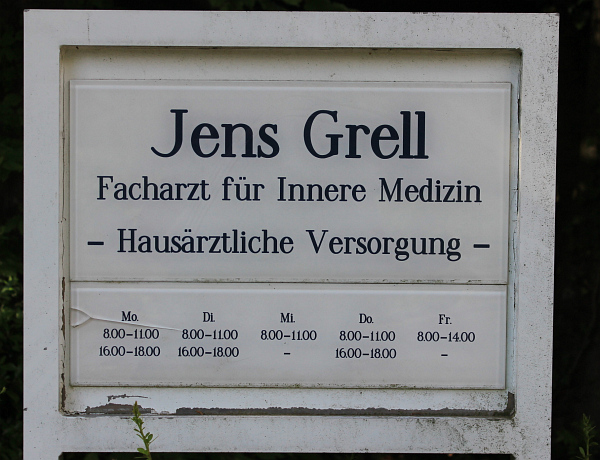 Jens Grell
Facharzt für Innere Medizin
– Hausärztliche Versorgung –
Mo. Di. Mi. Do. Fr.
8.00–11.00 8.00–11.00 8.00–11.00 8.00–11.00 8.00–14.00
16.00–18.00 16.00–18.00 – 16.00–18.00 –